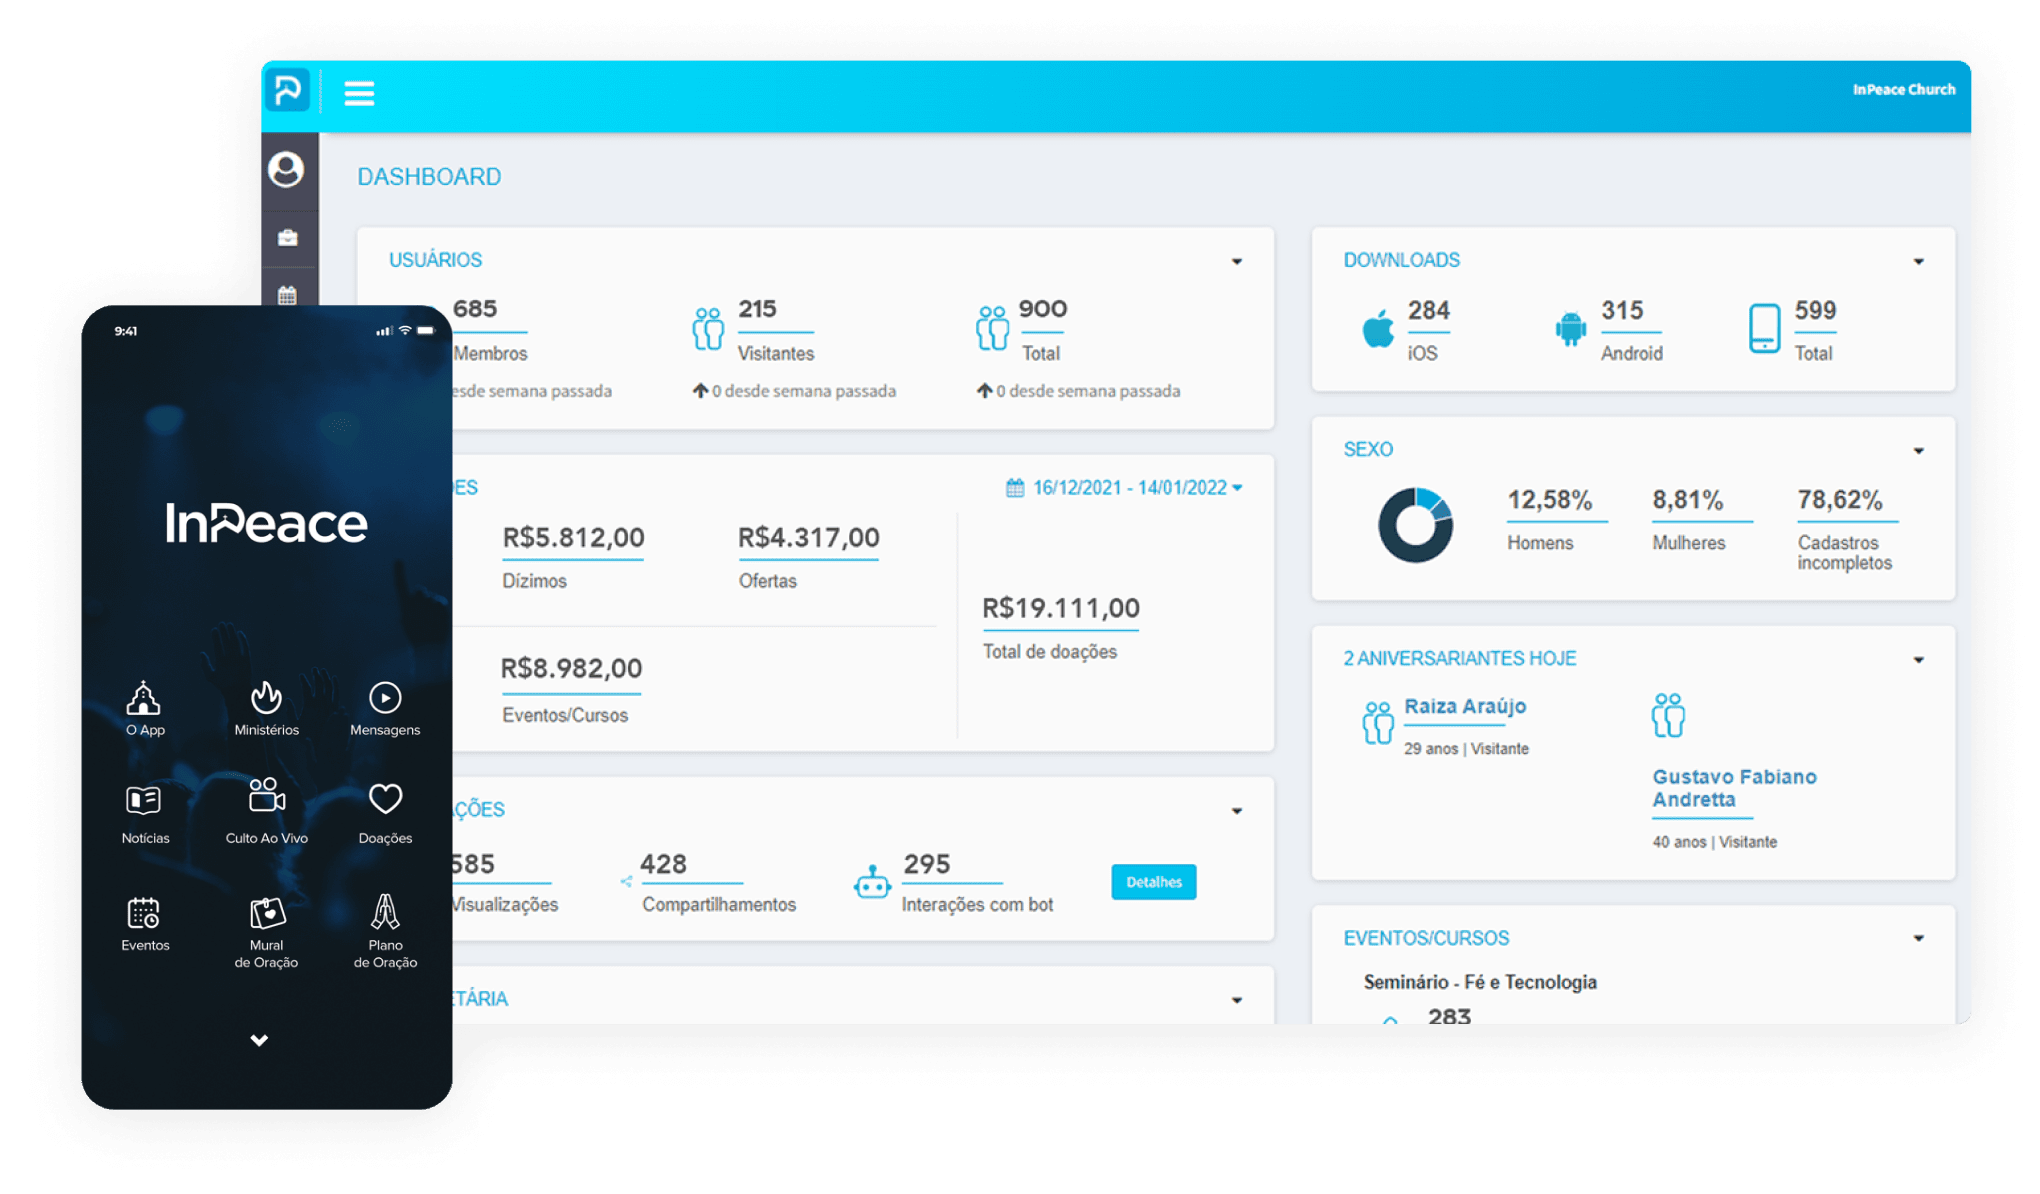 InPeace Church
DASHBOARD
USUÁRIOS
685
Membros
esde semana passada
215
Visitantes
0 desde semana passada
900
Total
0 desde semana passada
ES
16/12/2021 - 14/01/2022
R$5.812,00
Dízimos
R$4.317,00
Ofertas
R$8.982,00
Eventos/Cursos
R$19.111,00
Total de doações
AÇÕES
585
Visualizações
428
Compartilhamentos
295
Interações com bot
Detalhes
ETÁRIA
DOWNLOADS
284
iOS
315
Android
599
Total
SEXO
12,58%
Homens
8,81%
Mulheres
78,62%
Cadastros
incompletos
2 ANIVERSARIANTES HOJE
Raiza Araújo
29 anos | Visitante
Gustavo Fabiano
Andretta
40 anos | Visitante
EVENTOS/CURSOS
Seminário - Fé e Tecnologia
283
9:41
InPeace
O App
Ministérios
Mensagens
Notícias
Culto Ao Vivo
Doações
Eventos
Mural
de Oração
Plano
de Oração